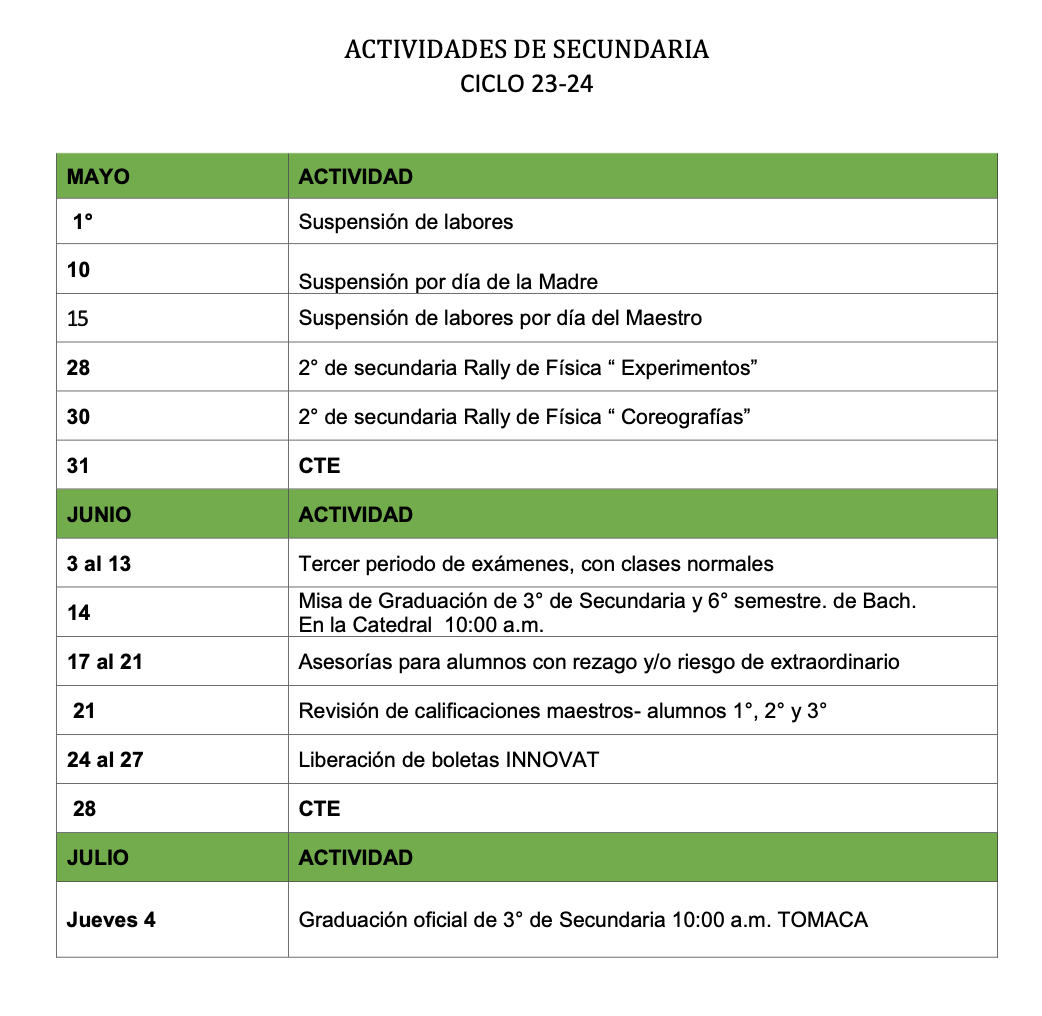 ACTIVIDADES DE SECUNDARIA
CICLO 23-24
MAYO ACTIVIDAD
1° Suspensión de labores
10 Suspensión por día de la Madre
15 Suspensión de labores por día del Maestro
28 2° de secundaria Rally de Física “ Experimentos”
30 2° de secundaria Rally de Física “ Coreografías”
31 CTE
JUNIO ACTIVIDAD
3 al 13 Tercer periodo de exámenes, con clases normales
14 Misa de Graduación de 3° de Secundaria y 6° semestre. de Bach.
En la Catedral 10:00 a.m.
17 al 21 Asesorías para alumnos con rezago y/o riesgo de extraordinario
21 Revisión de calificaciones maestros- alumnos 1°, 2° y 3°
24 al 27 Liberación de boletas INNOVAT
28 CTE
JULIO ACTIVIDAD
Jueves 4 Graduación oficial de 3° de Secundaria 10:00 a.m. TOMACA